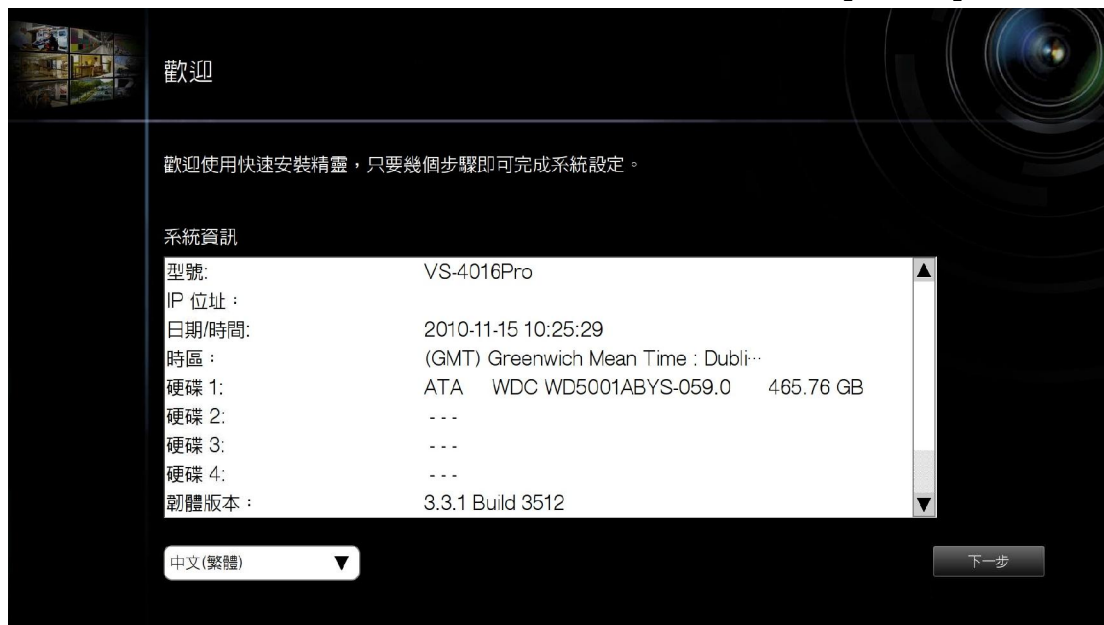 歡迎
歡迎使用快速安裝精靈，只要幾個步驟即可完成系統設定。
系統資訊
型號: VS-4016Pro
IP 位址：
日期/時間: 2010-11-15 10:25:29
時區： (GMT) Greenwich Mean Time : Dubli…
硬碟 1: ATA WDC WD5001ABYS-059.0 465.76 GB
硬碟 2: ---
硬碟 3: ---
硬碟 4: ---
韌體版本： 3.3.1 Build 3512
中文(繁體) ▼ 下一步